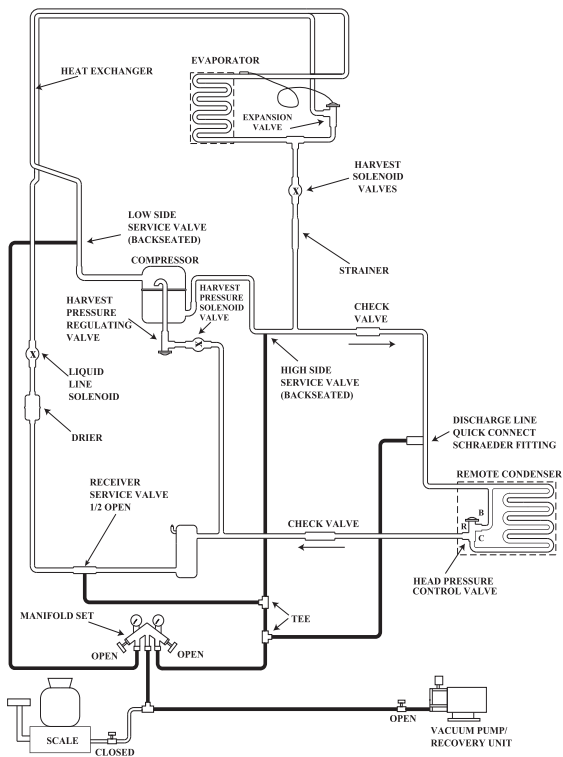 EVAPORATOR
HEAT EXCHANGER
EXPANSION
VALVE
HARVEST
SOLENOID
VALVES
X
LOW SIDE
SERVICE VALVE
(BACKSEATED)
COMPRESSOR
STRAINER
HARVEST
PRESSURE
SOLENOID
VALVE
HARVEST
PRESSURE
REGULATING
VALVE
X
CHECK
VALVE
X
LIQUID
LINE
SOLENOID
HIGH SIDE
SERVICE VALVE
(BACKSEATED)
DRIER
DISCHARGE LINE
QUICK CONNECT
SCHRAEDER FITTING
REMOTE CONDENSER
RECEIVER
SERVICE VALVE
1/2 OPEN
B
R
C
CHECK VALVE
HEAD PRESSURE
CONTROL VALVE
MANIFOLD SET
TEE
OPEN
OPEN
OPEN
SCALE
CLOSED
VACUUM PUMP/
RECOVERY UNIT